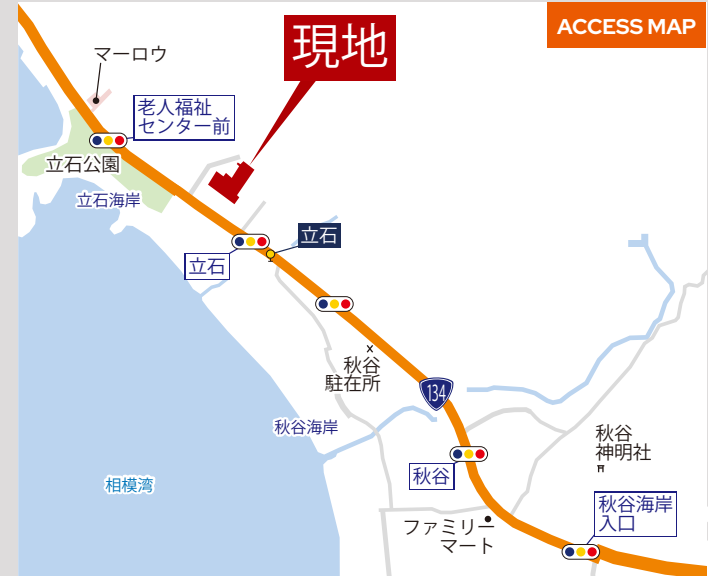 ACCESS MAP
現地
マーロウ
老人福祉
センター前
立石公園
立石海岸
立石
立石
秋谷
駐在所
134
秋谷海岸
秋谷
神明社
秋谷
相模湾
秋谷海岸
入口
ファミリー
マート